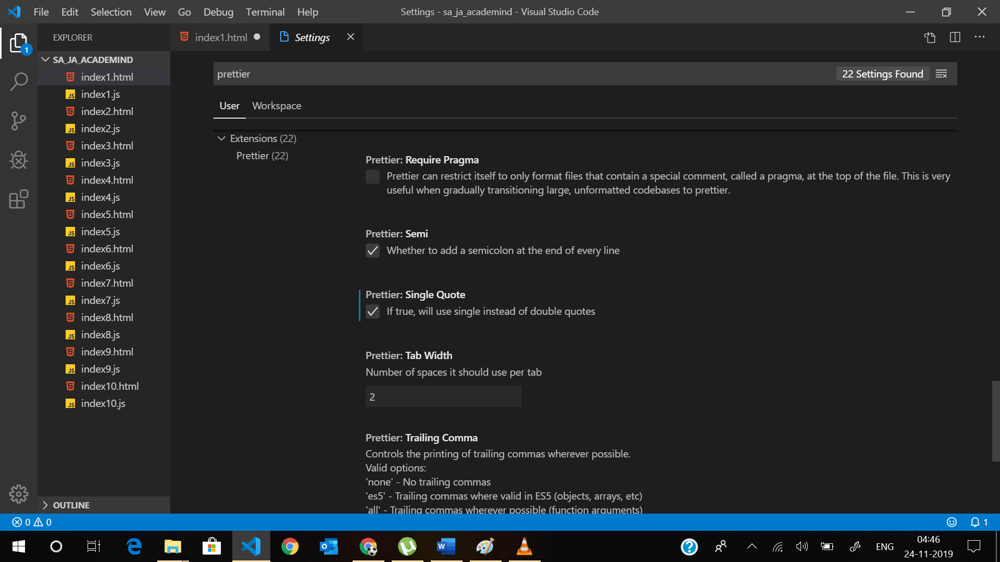 File Edit Selection View Go Debug Terminal Help
Settings - sa_ja_academind - Visual Studio Code
EXPLORER
index1.html
Settings
1
SA_JA_ACADEMIND
index1.html
index1.js
index2.html
index2.js
index3.html
index3.js
index4.html
index4.js
index5.html
index5.js
index6.html
index6.js
index7.html
index7.js
index8.html
index8.js
index9.html
index9.js
index10.html
index10.js
OUTLINE
prettier
22 Settings Found
User Workspace
Extensions (22)
Prettier (22)
Prettier: Require Pragma
Prettier can restrict itself to only format files that contain a special comment, called a pragma, at the top of the file. This is very
useful when gradually transitioning large, unformatted codebases to prettier.
Prettier: Semi
Whether to add a semicolon at the end of every line
Prettier: Single Quote
If true, will use single instead of double quotes
Prettier: Tab Width
Number of spaces it should use per tab
2
Prettier: Trailing Comma
Controls the printing of trailing commas wherever possible.
Valid options:
'none' - No trailing commas
'es5' - Trailing commas where valid in ES5 (objects, arrays, etc)
'all' - Trailing commas wherever possible (function arguments)
0 0
1
ENG
04:46
24-11-2019